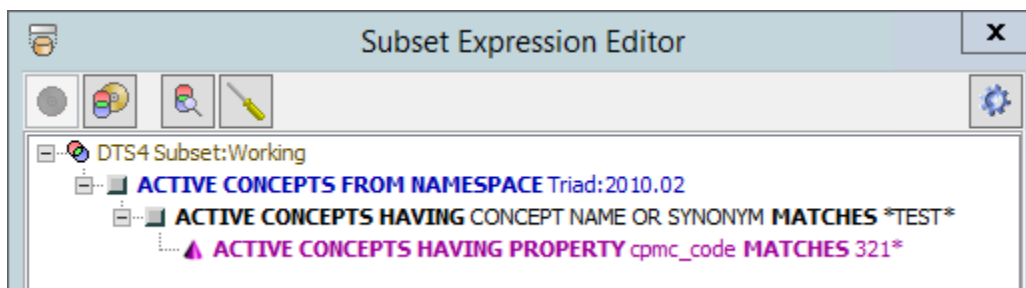 Subset Expression Editor
x
DTS4 Subset:Working
ACTIVE CONCEPTS FROM NAMESPACE Triad:2010.02
ACTIVE CONCEPTS HAVING CONCEPT NAME OR SYNONYM MATCHES *TEST*
ACTIVE CONCEPTS HAVING PROPERTY cpmc_code MATCHES 321*